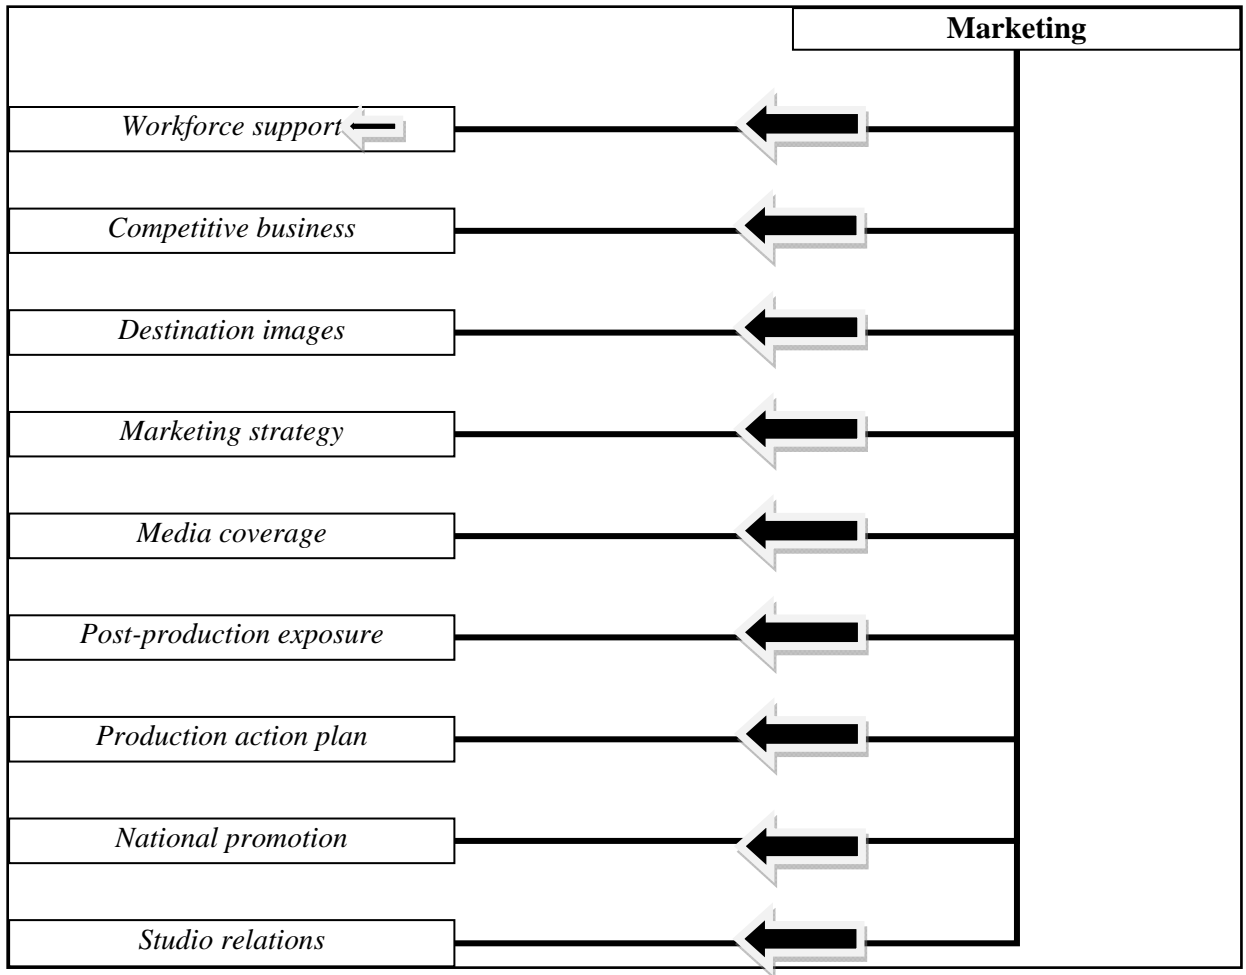 Marketing
Workforce support
Competitive business
Destination images
Marketing strategy
Media coverage
Post-production exposure
Production action plan
National promotion
Studio relations